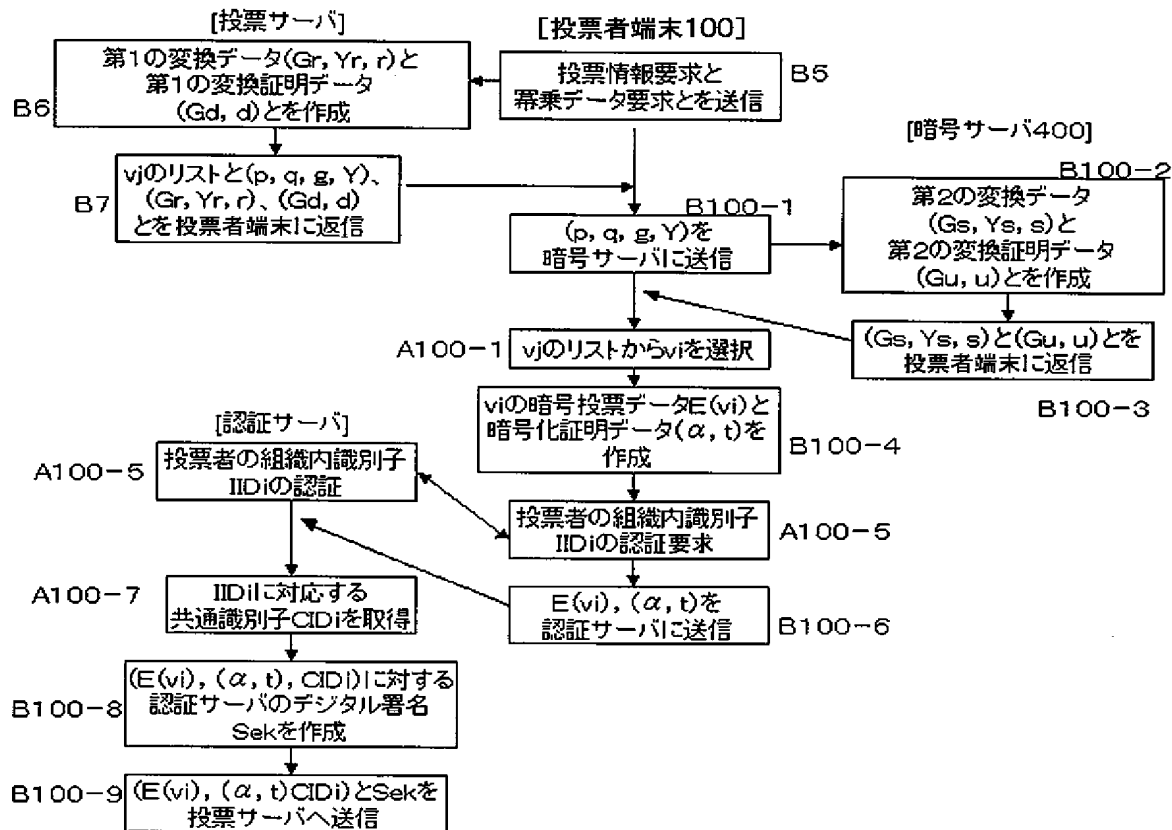 [投票サーバ]
[投票者端末100]
第1の変換データ(Gr, Yr, r)と
第1の変換証明データ
(Gd, d)とを作成
B6
投票情報要求と
冪乗データ要求とを送信
B5
[暗号サーバ400]
vjのリストと(p, q, g, Y)、
(Gr, Yr, r)、(Gd, d)
とを投票者端末に返信
B7
B100-2
第2の変換データ
(Gs, Ys, s)と
第2の変換証明データ
(Gu, u)とを作成
B100-1
(p, q, g, Y)を
暗号サーバに送信
A100-1
vjのリストからviを選択
(Gs, Ys, s)と(Gu, u)とを
投票者端末に返信
B100-3
viの暗号投票データE(vi)と
暗号化証明データ(α, t)を
作成
B100-4
[認証サーバ]
A100-5
投票者の組織内識別子
IIDiの認証
投票者の組織内識別子
IIDiの認証要求
A100-5
A100-7
IIDiに対応する
共通識別子CIDiを取得
E(vi), (α, t)を
認証サーバに送信
B100-6
B100-8
(E(vi), (α, t), CIDi)に対する
認証サーバのデジタル署名
Sekを作成
B100-9
(E(vi), (α, t)CIDi)とSekを
投票サーバへ送信